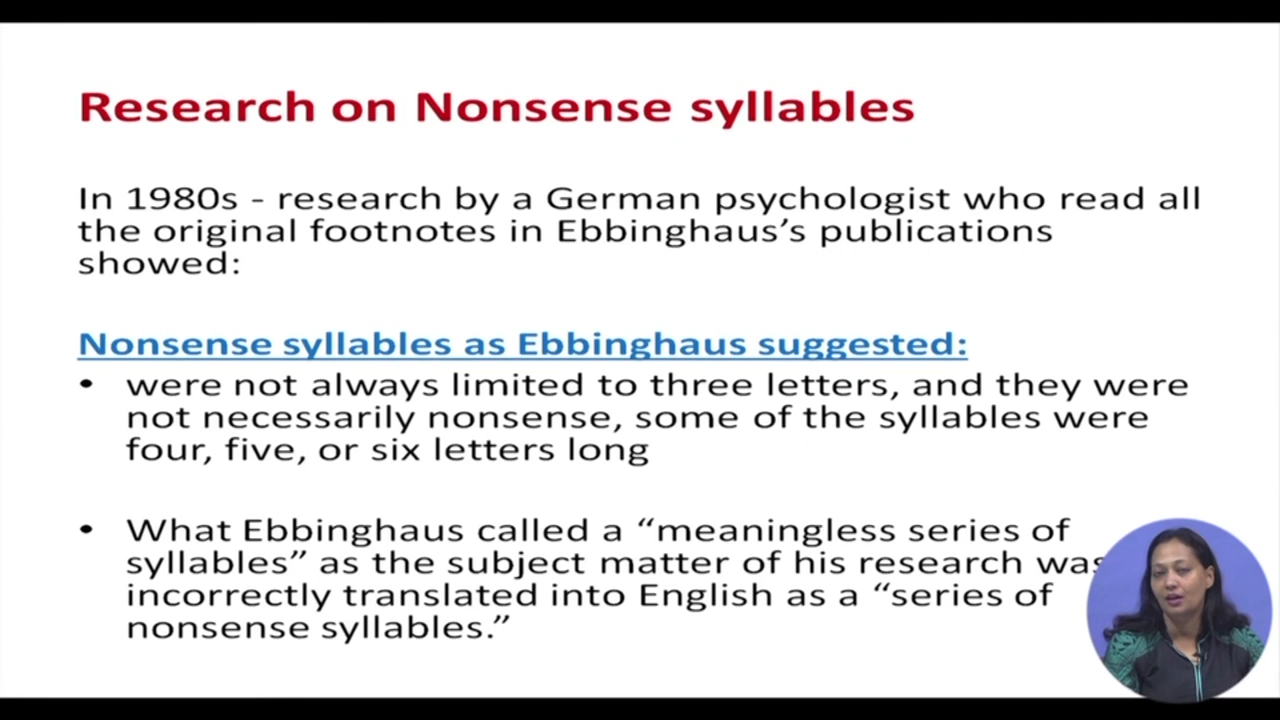 Research on Nonsense syllables
In 1980s - research by a German psychologist who read all
the original footnotes in Ebbinghaus’s publications
showed:
Nonsense syllables as Ebbinghaus suggested:
• were not always limited to three letters, and they were
not necessarily nonsense, some of the syllables were
four, five, or six letters long
• What Ebbinghaus called a “meaningless series of
syllables” as the subject matter of his research was
incorrectly translated into English as a “series of
nonsense syllables.”